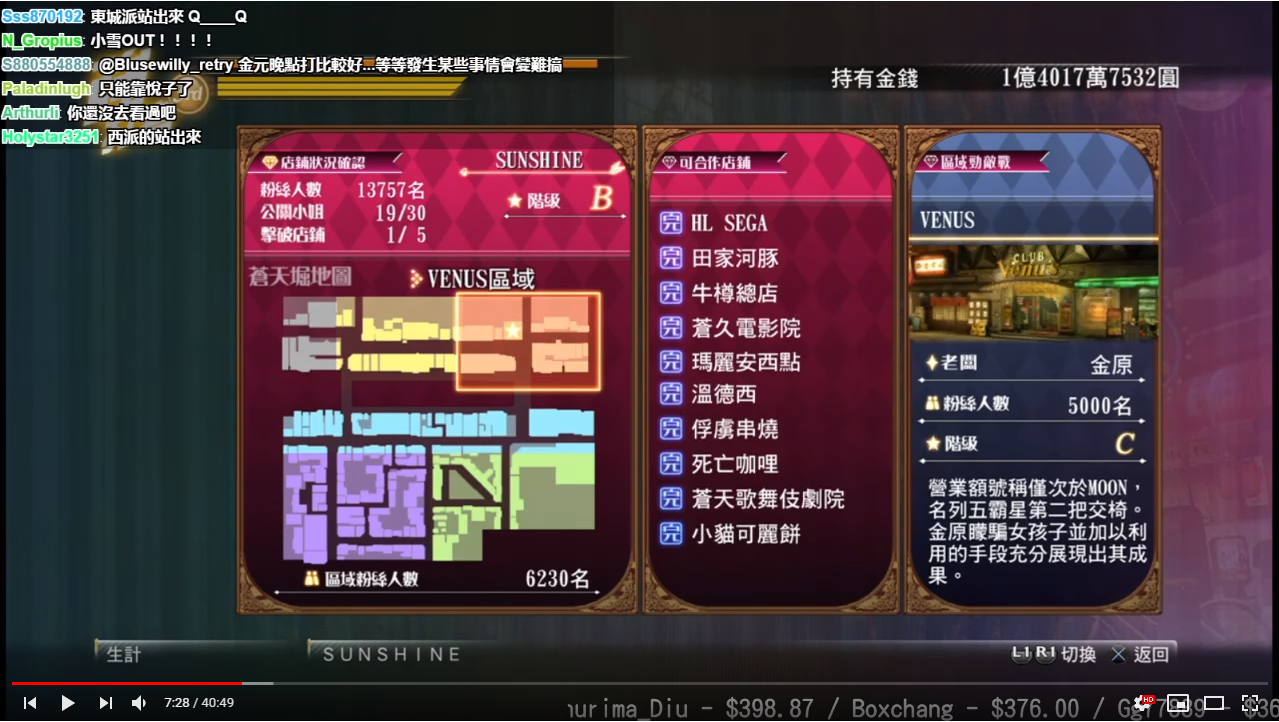 Sss870192: 東城派站出來 Q____Q
N_Gropius: 小雪OUT！！！！
S880554888: @Blusewilly_retry 金元晚點打比較好...等等發生某些事情會變難搞
Paladinlugh: 只能靠悅子了
Arthurli: 你還沒去看過吧
Holystar3251: 西派的站出來
持有金錢 1億4017萬7532圓
店鋪狀況確認 SUNSHINE
粉絲人數 13757名
階級 B
公關小姐 19/30
擊破店鋪 1/ 5
蒼天堀地圖 VENUS區域
區域粉絲人數 6230名
可合作店鋪
完 HL SEGA
完 田家河豚
完 牛樽總店
完 蒼久電影院
完 瑪麗安西點
完 溫德西
完 俘虜串燒
完 死亡咖哩
完 蒼天歌舞伎劇院
完 小貓可麗餅
區域勁敵戰
VENUS
CLUB
Venus
老闆 金原
粉絲人數 5000名
階級 C
營業額號稱僅次於MOON，
名列五霸星第二把交椅。
金原矇騙女孩子並加以利
用的手段充分展現出其成
果。
生計 SUNSHINE
L1 R1 切換 ✕ 返回
7:28 / 40:49
HD
urima_Diu - $398.87 / Boxchang - $376.00 /